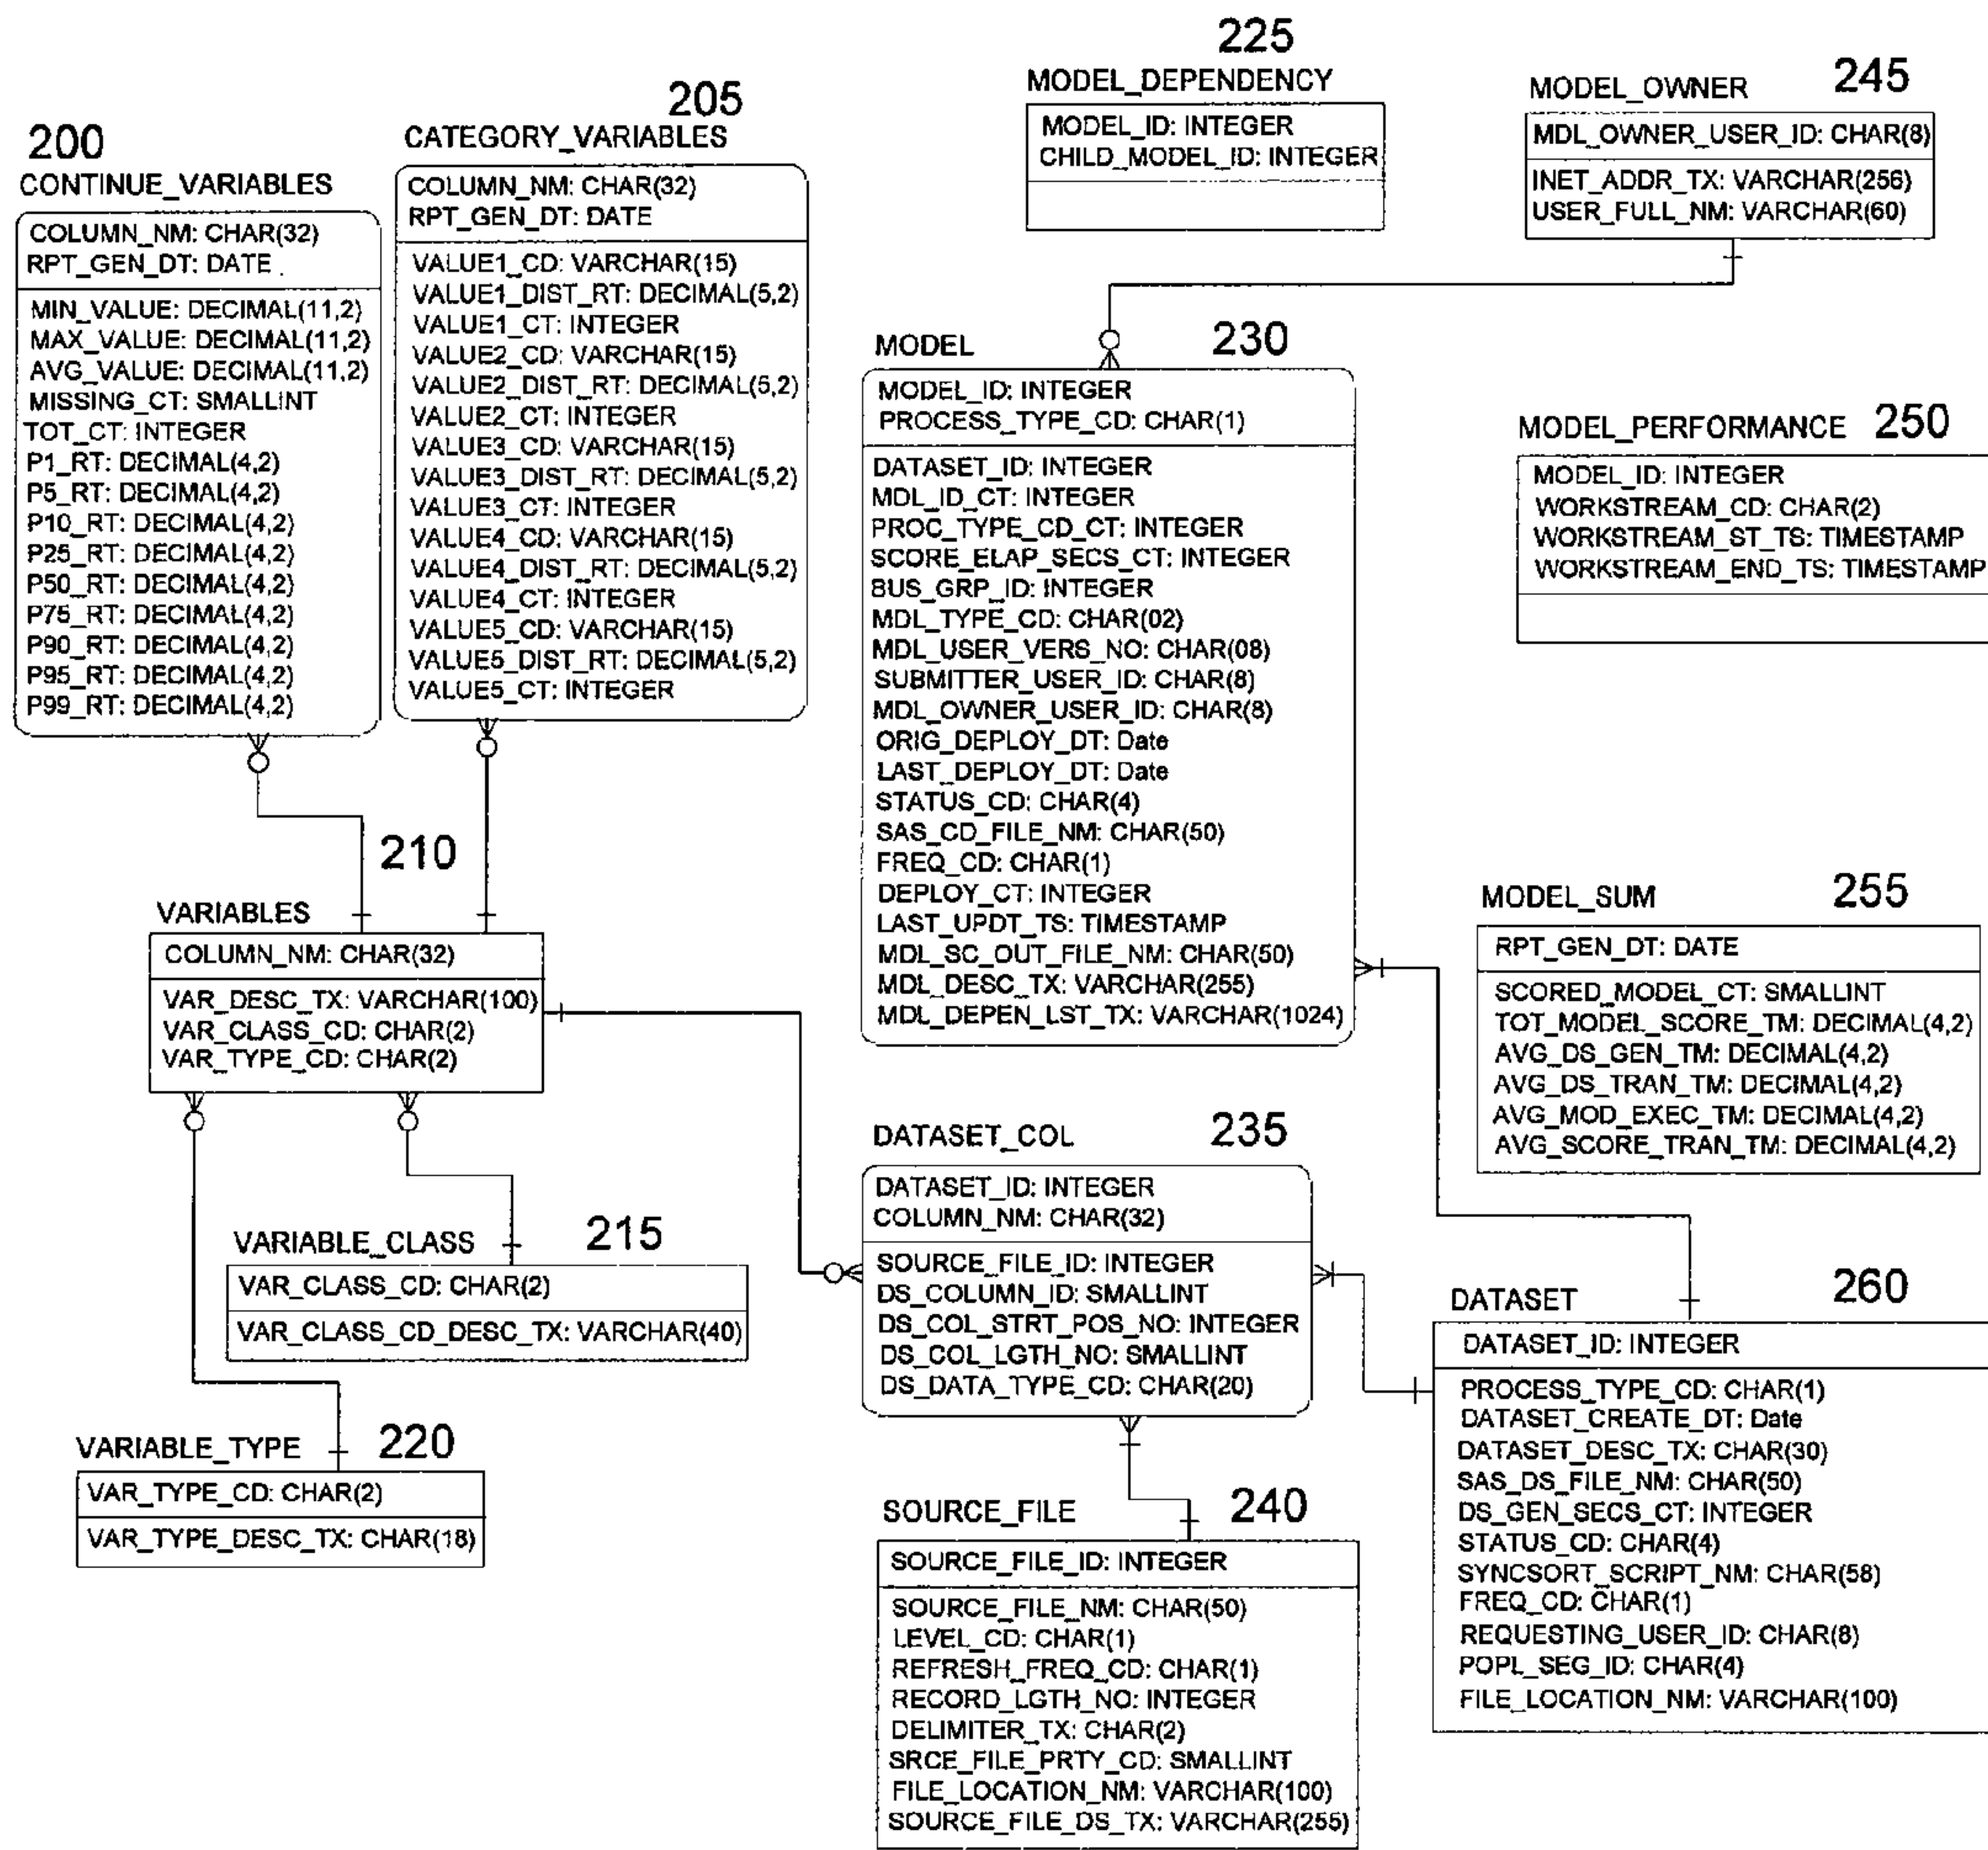 200
CONTINUE_VARIABLES
COLUMN_NM: CHAR(32)
RPT_GEN_DT: DATE
MIN_VALUE: DECIMAL(11,2)
MAX_VALUE: DECIMAL(11,2)
AVG_VALUE: DECIMAL(11,2)
MISSING_CT: SMALLINT
TOT_CT: INTEGER
P1_RT: DECIMAL(4,2)
P5_RT: DECIMAL(4,2)
P10_RT: DECIMAL(4,2)
P25_RT: DECIMAL(4,2)
P50_RT: DECIMAL(4,2)
P75_RT: DECIMAL(4,2)
P90_RT: DECIMAL(4,2)
P95_RT: DECIMAL(4,2)
P99_RT: DECIMAL(4,2)
205
CATEGORY_VARIABLES
COLUMN_NM: CHAR(32)
RPT_GEN_DT: DATE
VALUE1_CD: VARCHAR(15)
VALUE1_DIST_RT: DECIMAL(5,2)
VALUE1_CT: INTEGER
VALUE2_CD: VARCHAR(15)
VALUE2_DIST_RT: DECIMAL(5,2)
VALUE2_CT: INTEGER
VALUE3_CD: VARCHAR(15)
VALUE3_DIST_RT: DECIMAL(5,2)
VALUE3_CT: INTEGER
VALUE4_CD: VARCHAR(15)
VALUE4_DIST_RT: DECIMAL(5,2)
VALUE4_CT: INTEGER
VALUE5_CD: VARCHAR(15)
VALUE5_DIST_RT: DECIMAL(5,2)
VALUE5_CT: INTEGER
210
VARIABLES
COLUMN_NM: CHAR(32)
VAR_DESC_TX: VARCHAR(100)
VAR_CLASS_CD: CHAR(2)
VAR_TYPE_CD: CHAR(2)
VARIABLE_CLASS 215
VAR_CLASS_CD: CHAR(2)
VAR_CLASS_CD_DESC_TX: VARCHAR(40)
VARIABLE_TYPE 220
VAR_TYPE_CD: CHAR(2)
VAR_TYPE_DESC_TX: CHAR(18)
225
MODEL_DEPENDENCY
MODEL_ID: INTEGER
CHILD_MODEL_ID: INTEGER
MODEL 230
MODEL_ID: INTEGER
PROCESS_TYPE_CD: CHAR(1)
DATASET_ID: INTEGER
MDL_ID_CT: INTEGER
PROC_TYPE_CD_CT: INTEGER
SCORE_ELAP_SECS_CT: INTEGER
BUS_GRP_ID: INTEGER
MDL_TYPE_CD: CHAR(02)
MDL_USER_VERS_NO: CHAR(08)
SUBMITTER_USER_ID: CHAR(8)
MDL_OWNER_USER_ID: CHAR(8)
ORIG_DEPLOY_DT: Date
LAST_DEPLOY_DT: Date
STATUS_CD: CHAR(4)
SAS_CD_FILE_NM: CHAR(50)
FREQ_CD: CHAR(1)
DEPLOY_CT: INTEGER
LAST_UPDT_TS: TIMESTAMP
MDL_SC_OUT_FILE_NM: CHAR(50)
MDL_DESC_TX: VARCHAR(255)
MDL_DEPEN_LST_TX: VARCHAR(1024)
DATASET_COL 235
DATASET_ID: INTEGER
COLUMN_NM: CHAR(32)
SOURCE_FILE_ID: INTEGER
DS_COLUMN_ID: SMALLINT
DS_COL_STRT_POS_NO: INTEGER
DS_COL_LGTH_NO: SMALLINT
DS_DATA_TYPE_CD: CHAR(20)
SOURCE_FILE 240
SOURCE_FILE_ID: INTEGER
SOURCE_FILE_NM: CHAR(50)
LEVEL_CD: CHAR(1)
REFRESH_FREQ_CD: CHAR(1)
RECORD_LGTH_NO: INTEGER
DELIMITER_TX: CHAR(2)
SRCE_FILE_PRTY_CD: SMALLINT
FILE_LOCATION_NM: VARCHAR(100)
SOURCE_FILE_DS_TX: VARCHAR(255)
MODEL_OWNER 245
MDL_OWNER_USER_ID: CHAR(8)
INET_ADDR_TX: VARCHAR(256)
USER_FULL_NM: VARCHAR(60)
MODEL_PERFORMANCE 250
MODEL_ID: INTEGER
WORKSTREAM_CD: CHAR(2)
WORKSTREAM_ST_TS: TIMESTAMP
WORKSTREAM_END_TS: TIMESTAMP
MODEL_SUM 255
RPT_GEN_DT: DATE
SCORED_MODEL_CT: SMALLINT
TOT_MODEL_SCORE_TM: DECIMAL(4,2)
AVG_DS_GEN_TM: DECIMAL(4,2)
AVG_DS_TRAN_TM: DECIMAL(4,2)
AVG_MOD_EXEC_TM: DECIMAL(4,2)
AVG_SCORE_TRAN_TM: DECIMAL(4,2)
DATASET 260
DATASET_ID: INTEGER
PROCESS_TYPE_CD: CHAR(1)
DATASET_CREATE_DT: Date
DATASET_DESC_TX: CHAR(30)
SAS_DS_FILE_NM: CHAR(50)
DS_GEN_SECS_CT: INTEGER
STATUS_CD: CHAR(4)
SYNCSORT_SCRIPT_NM: CHAR(58)
FREQ_CD: CHAR(1)
REQUESTING_USER_ID: CHAR(8)
POPL_SEG_ID: CHAR(4)
FILE_LOCATION_NM: VARCHAR(100)